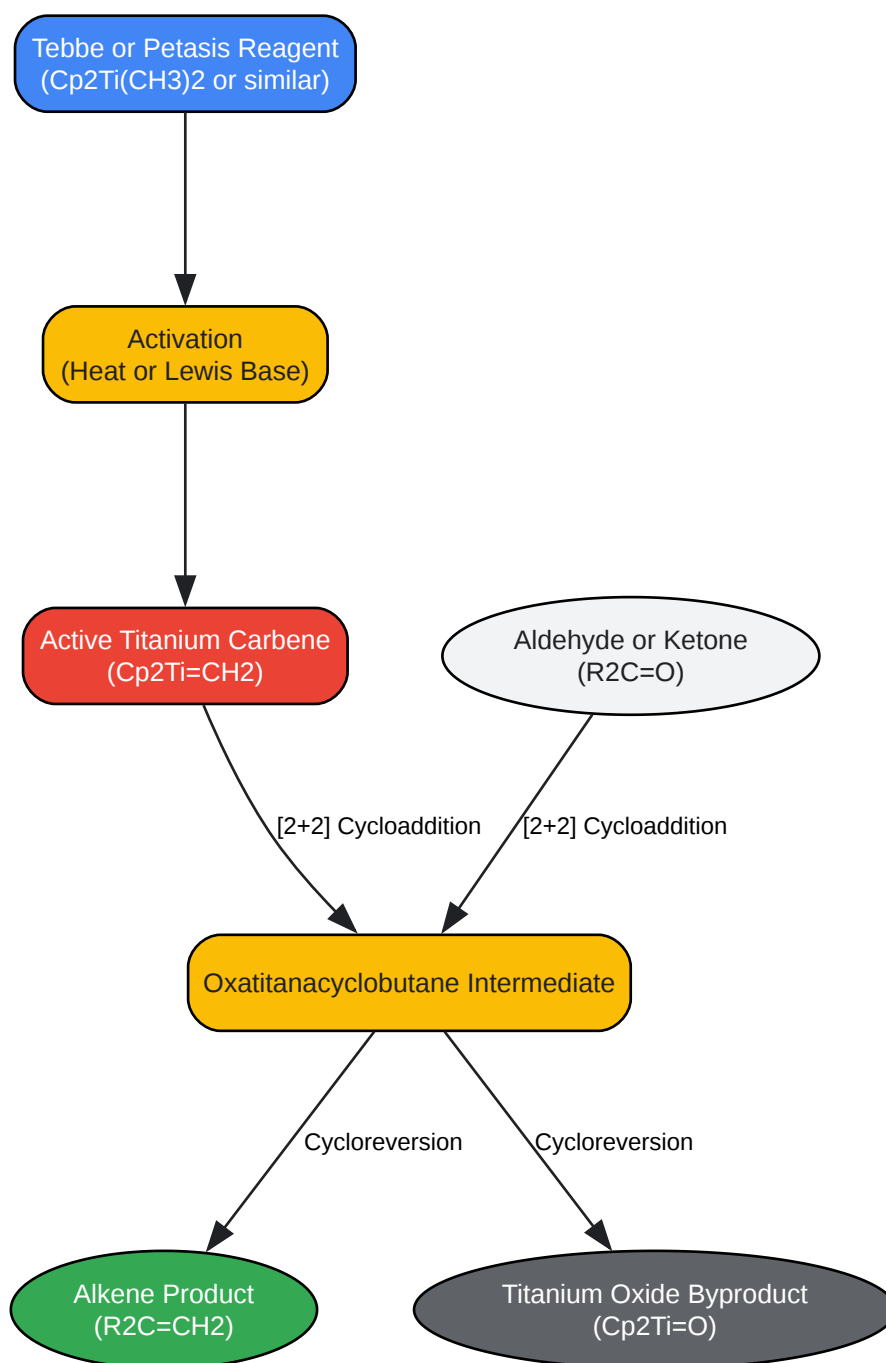 Tebbe or Petasis Reagent
(Cp2Ti(CH3)2 or similar)
Activation
(Heat or Lewis Base)
Active Titanium Carbene
(Cp2Ti=CH2)
Aldehyde or Ketone
(R2C=O)
[2+2] Cycloaddition
[2+2] Cycloaddition
Oxatitanacyclobutane Intermediate
Cycloreversion
Cycloreversion
Alkene Product
(R2C=CH2)
Titanium Oxide Byproduct
(Cp2Ti=O)